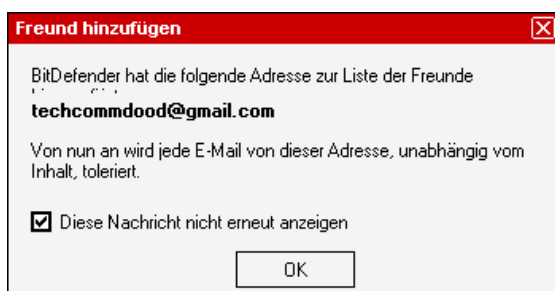 Freund hinzufügen
BitDefender hat die folgende Adresse zur Liste der Freunde
techcommdood@gmail.com
Von nun an wird jede E-Mail von dieser Adresse, unabhängig vom
Inhalt, toleriert.
Diese Nachricht nicht erneut anzeigen
OK